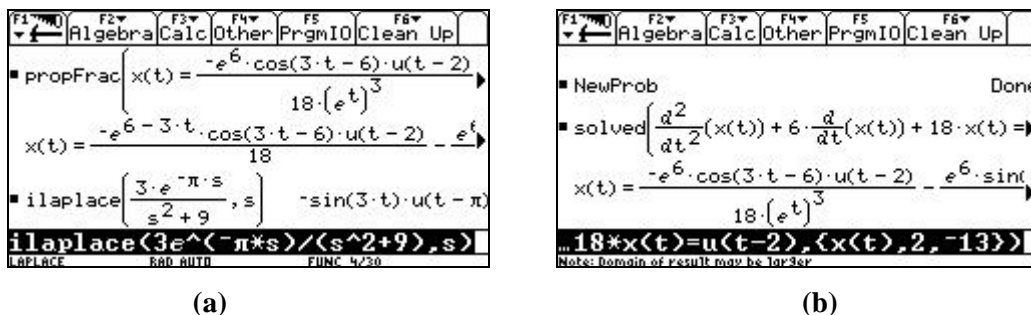 F1 F2 F3 F4 F5 F6
Algebra Calc Other PrgmIO Clean Up
▪ propFrac(x(t) = -e^6·cos(3·t - 6)·u(t - 2) / 18·(e^t)^3 ▶
x(t) = -e^(6 - 3·t)·cos(3·t - 6)·u(t - 2) / 18 - e^6 ▶
▪ ilaplace(3·e^(-π·s) / (s^2 + 9), s) -sin(3·t)·u(t - π)
ilaplace(3e^(-π*s)/(s^2+9),s)
LAPLACE RAD AUTO FUNC 4/30
(a)
F1 F2 F3 F4 F5 F6
Algebra Calc Other PrgmIO Clean Up
▪ NewProb Done
▪ solved(d^2/dt^2(x(t)) + 6·d/dt(x(t)) + 18·x(t) = ▶
x(t) = -e^6·cos(3·t - 6)·u(t - 2) / 18·(e^t)^3 - e^6·sin( ▶
…18*x(t)=u(t-2),{x(t),2,-13})
Note: Domain of result may be larger
(b)